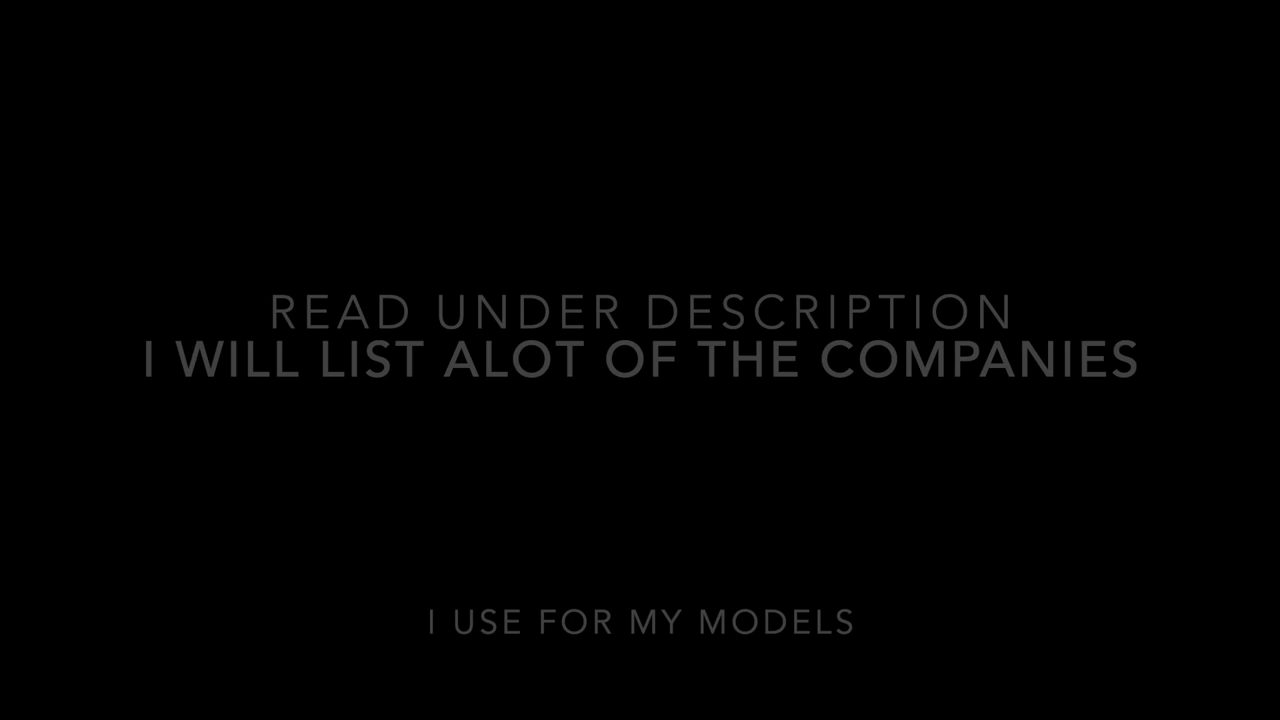 READ UNDER DESCRIPTION
I WILL LIST ALOT OF THE COMPANIES
I USE FOR MY MODELS